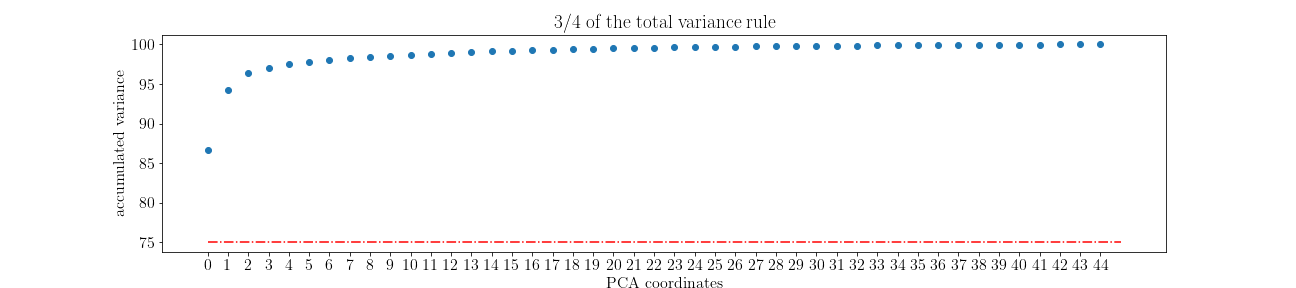 3/4 of the total variance rule
accumulated variance
100
95
90
85
80
75
0 1 2 3 4 5 6 7 8 9 10 11 12 13 14 15 16 17 18 19 20 21 22 23 24 25 26 27 28 29 30 31 32 33 34 35 36 37 38 39 40 41 42 43 44
PCA coordinates